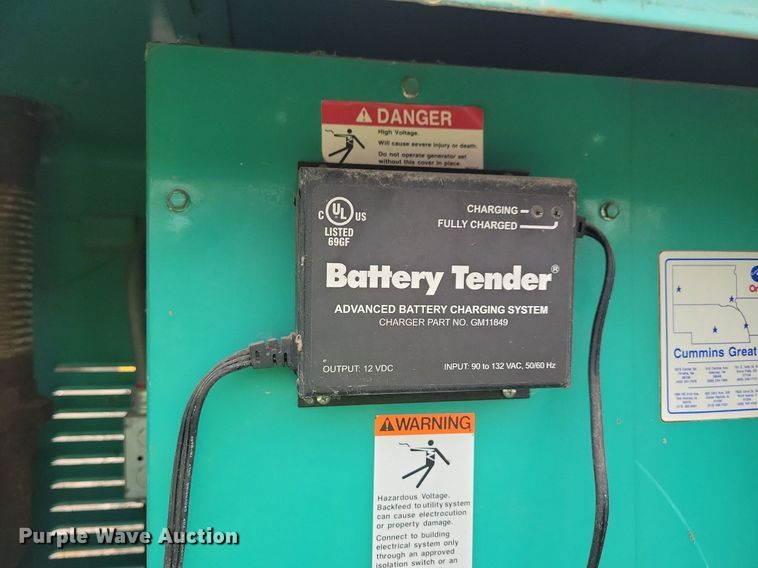 DANGER
High Voltage.
Will cause severe injury or death.
Do not operate generator set
without this cover in place.
C UL US
LISTED
69GF
CHARGING
FULLY CHARGED
Battery Tender®
ADVANCED BATTERY CHARGING SYSTEM
CHARGER PART NO. GM11849
OUTPUT: 12 VDC
INPUT: 90 to 132 VAC, 50/60 Hz
Cummins Great
WARNING
Hazardous Voltage.
Backfeed to utility system
can cause electrocution
or property damage.
Connect to building
electrical system only
through an approved
isolation switch or an
Purple Wave Auction